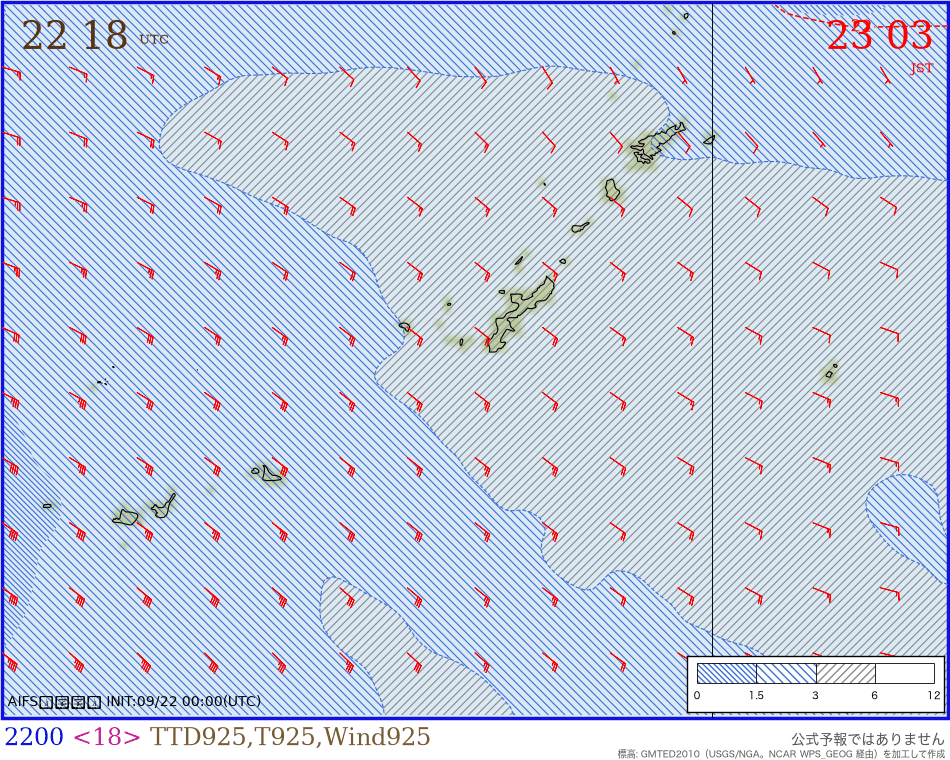 22 18 UTC
23 03
JST
0 1.5 3 6 12
AIFS INIT:09/22 00:00(UTC)
2200 <18> TTD925,T925,Wind925
公式予報ではありません
標高: GMTED2010（USGS/NGA。NCAR WPS_GEOG 経由）を加工して作成